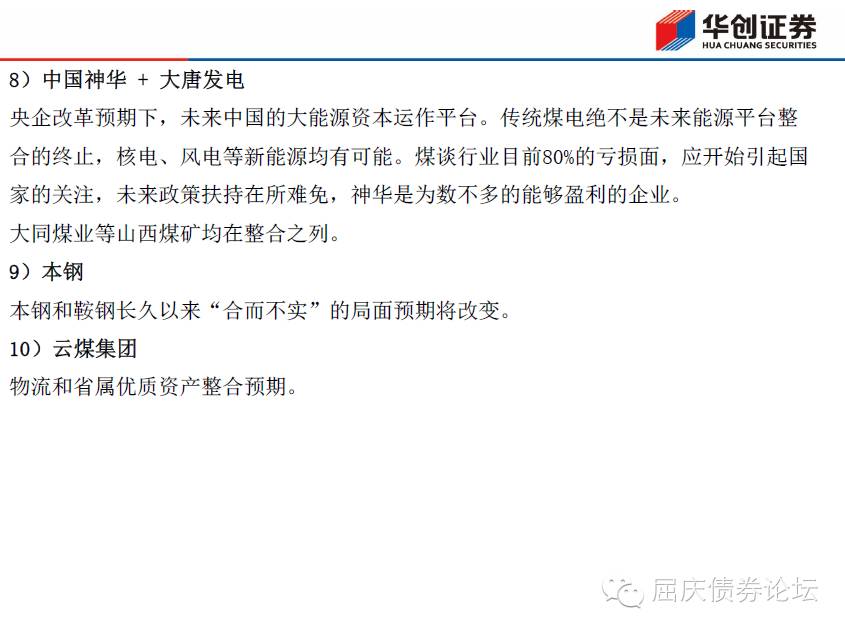 华创证券
HUA CHUANG SECURITIES
8）中国神华 + 大唐发电
央企改革预期下，未来中国的大能源资本运作平台。传统煤电绝不是未来能源平台整
合的终止，核电、风电等新能源均有可能。煤谈行业目前80%的亏损面，应开始引起国
家的关注，未来政策扶持在所难免，神华是为数不多的能够盈利的企业。
大同煤业等山西煤矿均在整合之列。
9）本钢
本钢和鞍钢长久以来“合而不实”的局面预期将改变。
10）云煤集团
物流和省属优质资产整合预期。
屈庆债券论坛